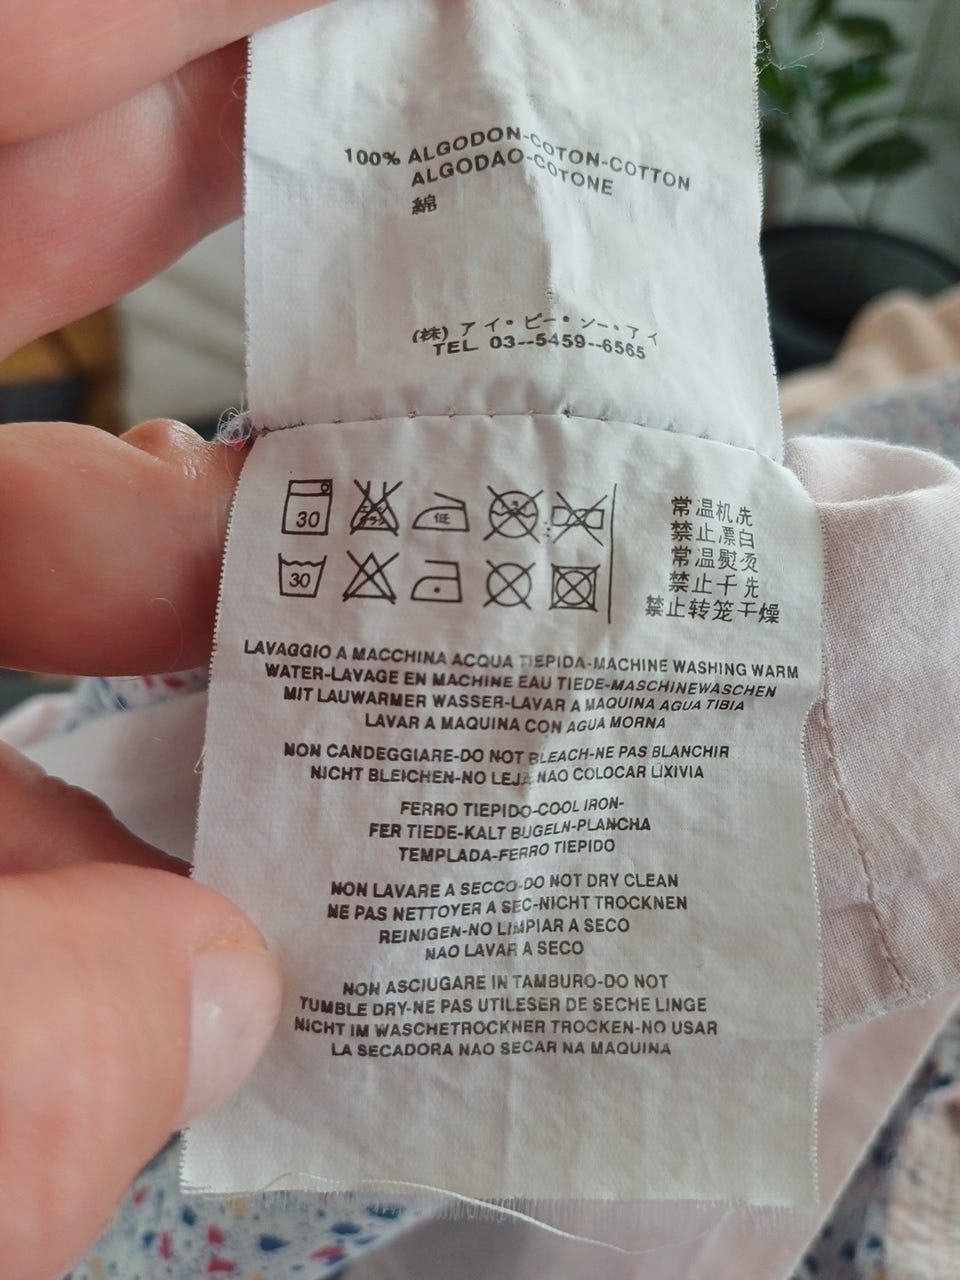 100% ALGODON-COTON-COTTON
ALGODAO-COTONE
綿
(株) アイ・ピー・シー・アイ
TEL 03--5459--6565
30
低
30
常温机先
禁止漂白
常温熨烫
禁止千先
禁止转笼干燥
LAVAGGIO A MACCHINA ACQUA TIEPIDA-MACHINE WASHING WARM
WATER-LAVAGE EN MACHINE EAU TIEDE-MASCHINEWASCHEN
MIT LAUWARMER WASSER-LAVAR A MAQUINA AGUA TIBIA
LAVAR A MAQUINA CON AGUA MORNA
NON CANDEGGIARE-DO NOT BLEACH-NE PAS BLANCHIR
NICHT BLEICHEN-NO LEJA NAO COLOCAR LIXIVIA
FERRO TIEPIDO-COOL IRON-
FER TIEDE-KALT BUGELN-PLANCHA
TEMPLADA-FERRO TIEPIDO
NON LAVARE A SECCO-DO NOT DRY CLEAN
NE PAS NETTOYER A SEC-NICHT TROCKNEN
REINIGEN-NO LIMPIAR A SECO
NAO LAVAR A SECO
NON ASCIUGARE IN TAMBURO-DO NOT
TUMBLE DRY-NE PAS UTILESER DE SECHE LINGE
NICHT IM WASCHETROCKNER TROCKEN-NO USAR
LA SECADORA NAO SECAR NA MAQUINA